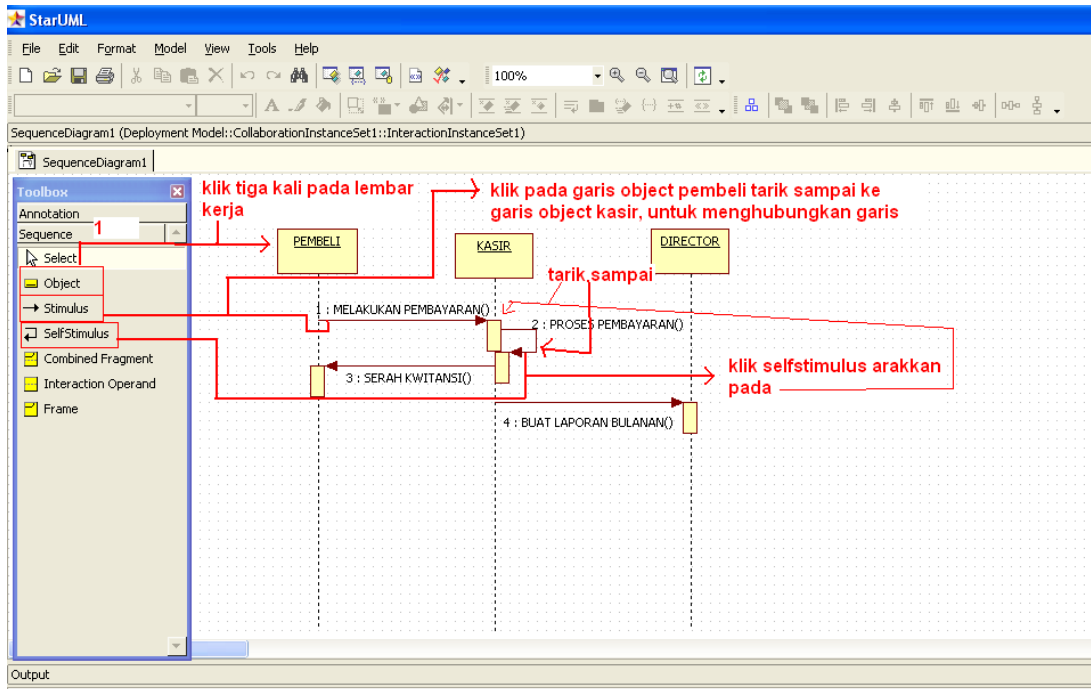 StarUML
File Edit Format Model View Tools Help
100%
SequenceDiagram1 (Deployment Model::CollaborationInstanceSet1::InteractionInstanceSet1)
SequenceDiagram1
Toolbox
Annotation
Sequence
1
Select
Object
Stimulus
SelfStimulus
Combined Fragment
Interaction Operand
Frame
klik tiga kali pada lembar
kerja
klik pada garis object pembeli tarik sampai ke
garis object kasir, untuk menghubungkan garis
PEMBELI
KASIR
DIRECTOR
tarik sampai
1 : MELAKUKAN PEMBAYARAN()
2 : PROSES PEMBAYARAN()
3 : SERAH KWITANSI()
klik selfstimulus arakkan
pada
4 : BUAT LAPORAN BULANAN()
Output